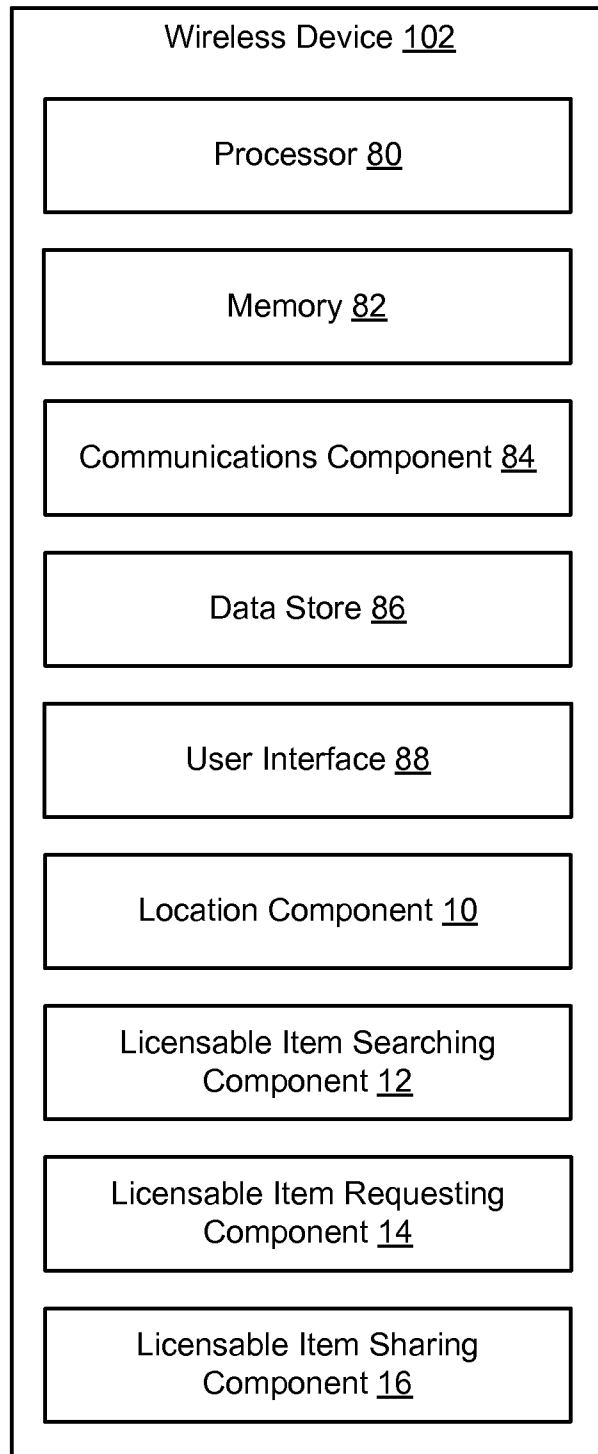 Wireless Device 102
Processor 80
Memory 82
Communications Component 84
Data Store 86
User Interface 88
Location Component 10
Licensable Item Searching
Component 12
Licensable Item Requesting
Component 14
Licensable Item Sharing
Component 16